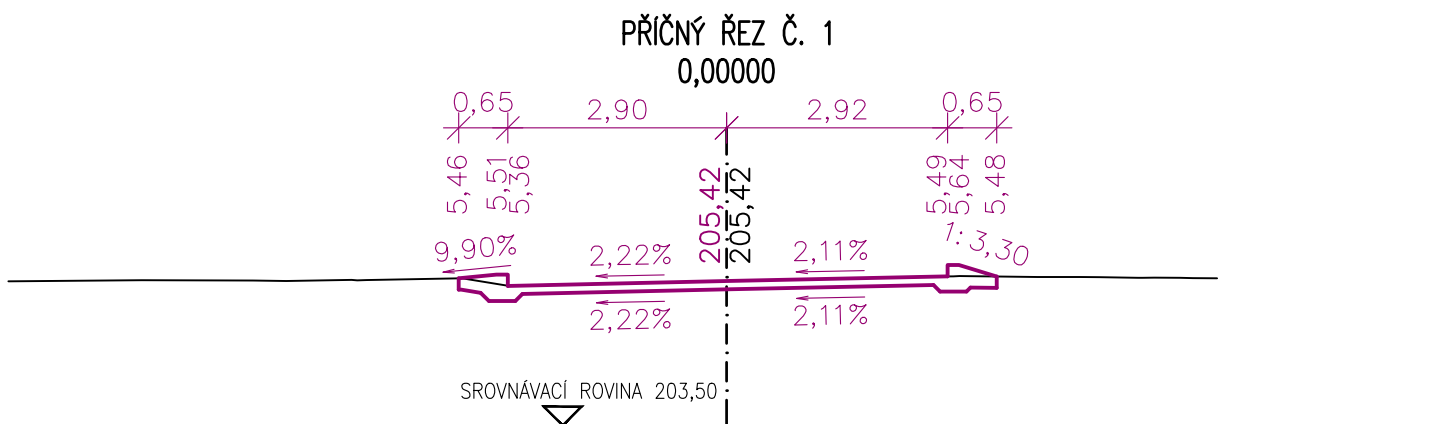 PŘÍČNÝ ŘEZ Č. 1
0,00000
0,65 2,90 2,92 0,65
5,46 5,51 5,36 205,42 205,42 5,49 5,64 5,48
9,90% 2,22% 2,11% 1:3,30
2,22% 2,11%
SROVNÁVACÍ ROVINA 203,50